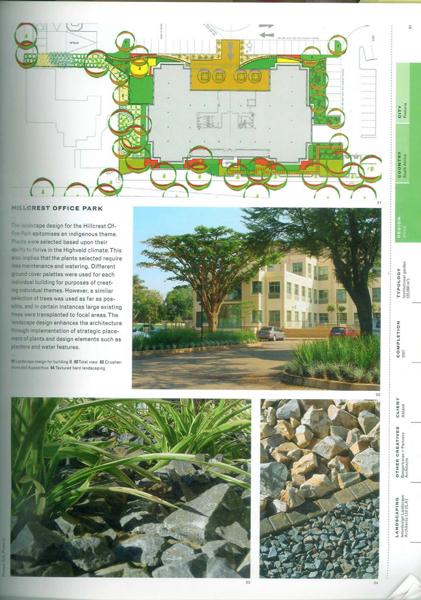 HILLCREST OFFICE PARK
The landscape design for the Hillcrest Of-
fice Park epitomises an indigenous theme.
Plants were selected based upon their
ability to thrive in the Highveld climate. This
also implies that the plants selected require
less maintenance and watering. Different
ground cover palettes were used for each
individual building for purposes of creat-
ing individual themes. However, a similar
selection of trees was used as far as pos-
sible, and in certain instances large existing
trees were transplanted to focal areas. The
landscape design enhances the architecture
through implementation of strategic place-
ment of plants and design elements such as
planters and water features.
01 Landscape design for building B 02 Total view 03
04 Textured hard landscaping
01
02
03
04
CITY
Pretoria
COUNTRY
South Africa
REGION
Africa
TYPOLOGY
COMPLETION
1997
CLIENT
OTHER CREATIVES
Architects
LANDSCAPING